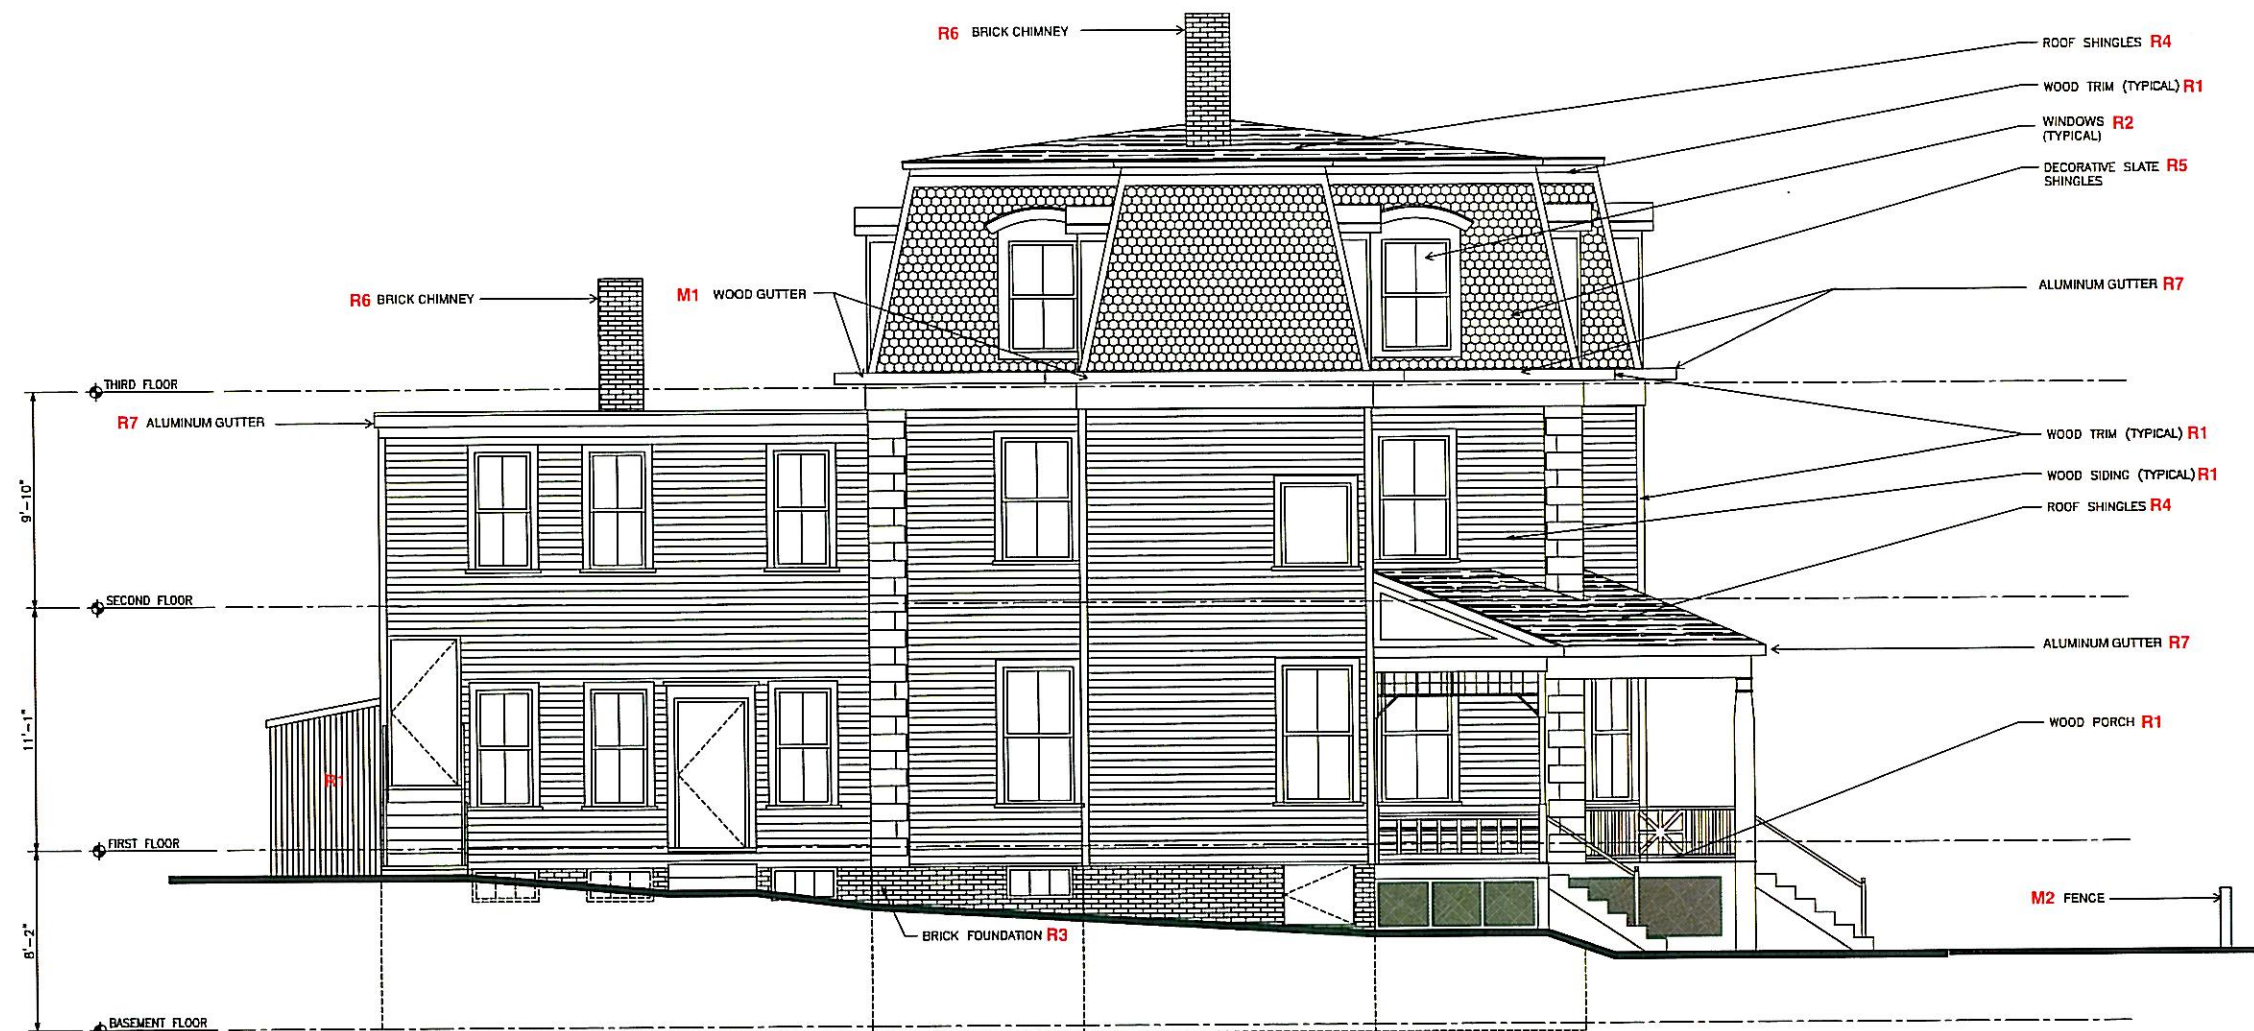 R6 BRICK CHIMNEY
ROOF SHINGLES R4
WOOD TRIM (TYPICAL) R1
WINDOWS R2
(TYPICAL)
DECORATIVE SLATE R5
SHINGLES
R6 BRICK CHIMNEY
M1 WOOD GUTTER
ALUMINUM GUTTER R7
THIRD FLOOR
R7 ALUMINUM GUTTER
WOOD TRIM (TYPICAL) R1
WOOD SIDING (TYPICAL) R1
ROOF SHINGLES R4
9'-10"
SECOND FLOOR
ALUMINUM GUTTER R7
11'-1"
WOOD PORCH R1
R1
FIRST FLOOR
M2 FENCE
BRICK FOUNDATION R3
8'-2"
BASEMENT FLOOR